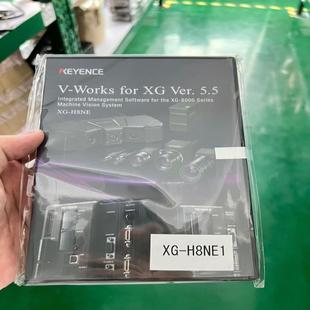 KEYENCE
V-Works for XG Ver. 5.5
Integrated Management Software for the XG-8000 Series
Machine Vision System
XG-H8NE
XG-H8NE1